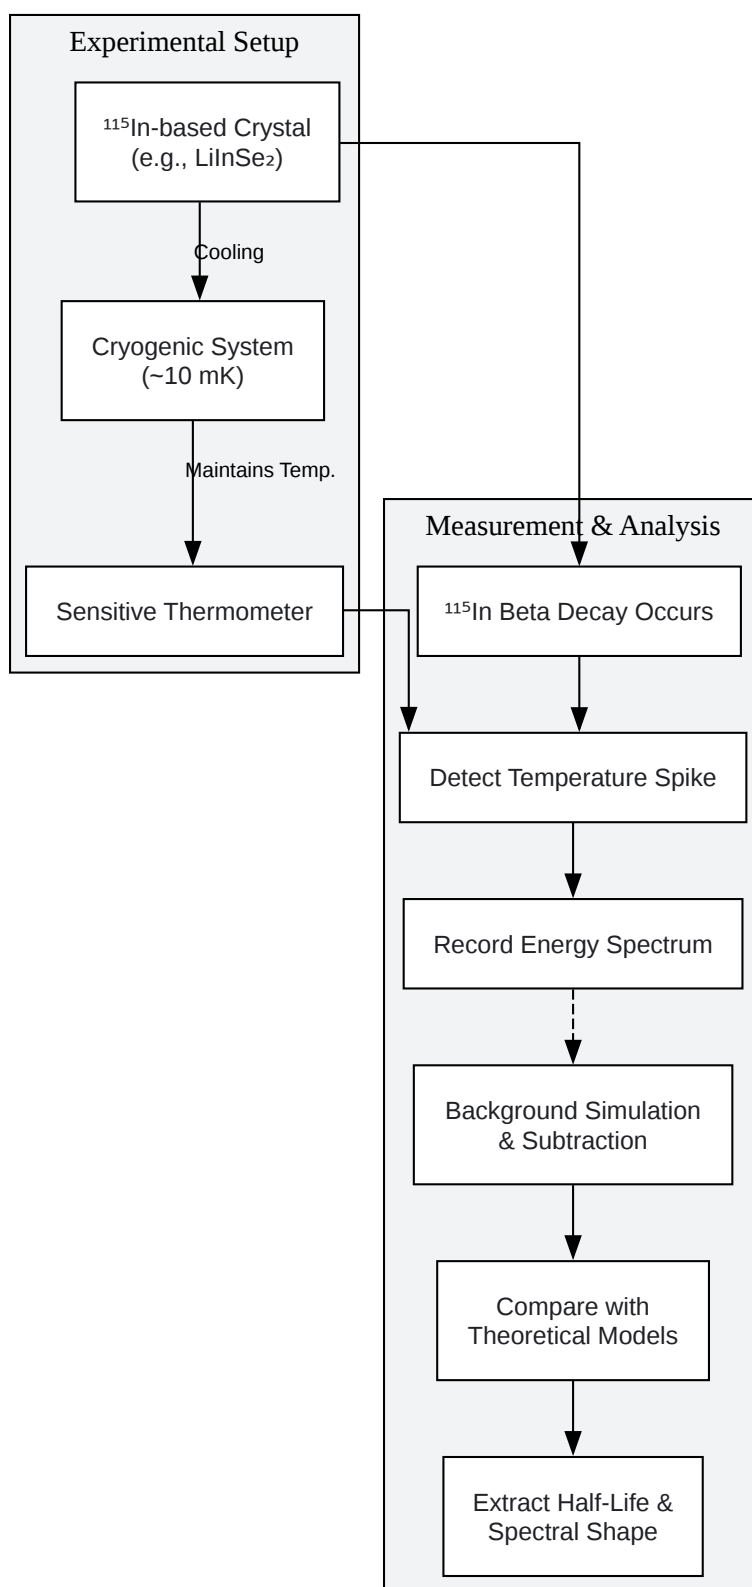 Experimental Setup
¹¹⁵In-based Crystal
(e.g., LiInSe₂)
Cooling
Cryogenic System
(~10 mK)
Maintains Temp.
Sensitive Thermometer
Measurement & Analysis
¹¹⁵In Beta Decay Occurs
Detect Temperature Spike
Record Energy Spectrum
Background Simulation
& Subtraction
Compare with
Theoretical Models
Extract Half-Life &
Spectral Shape